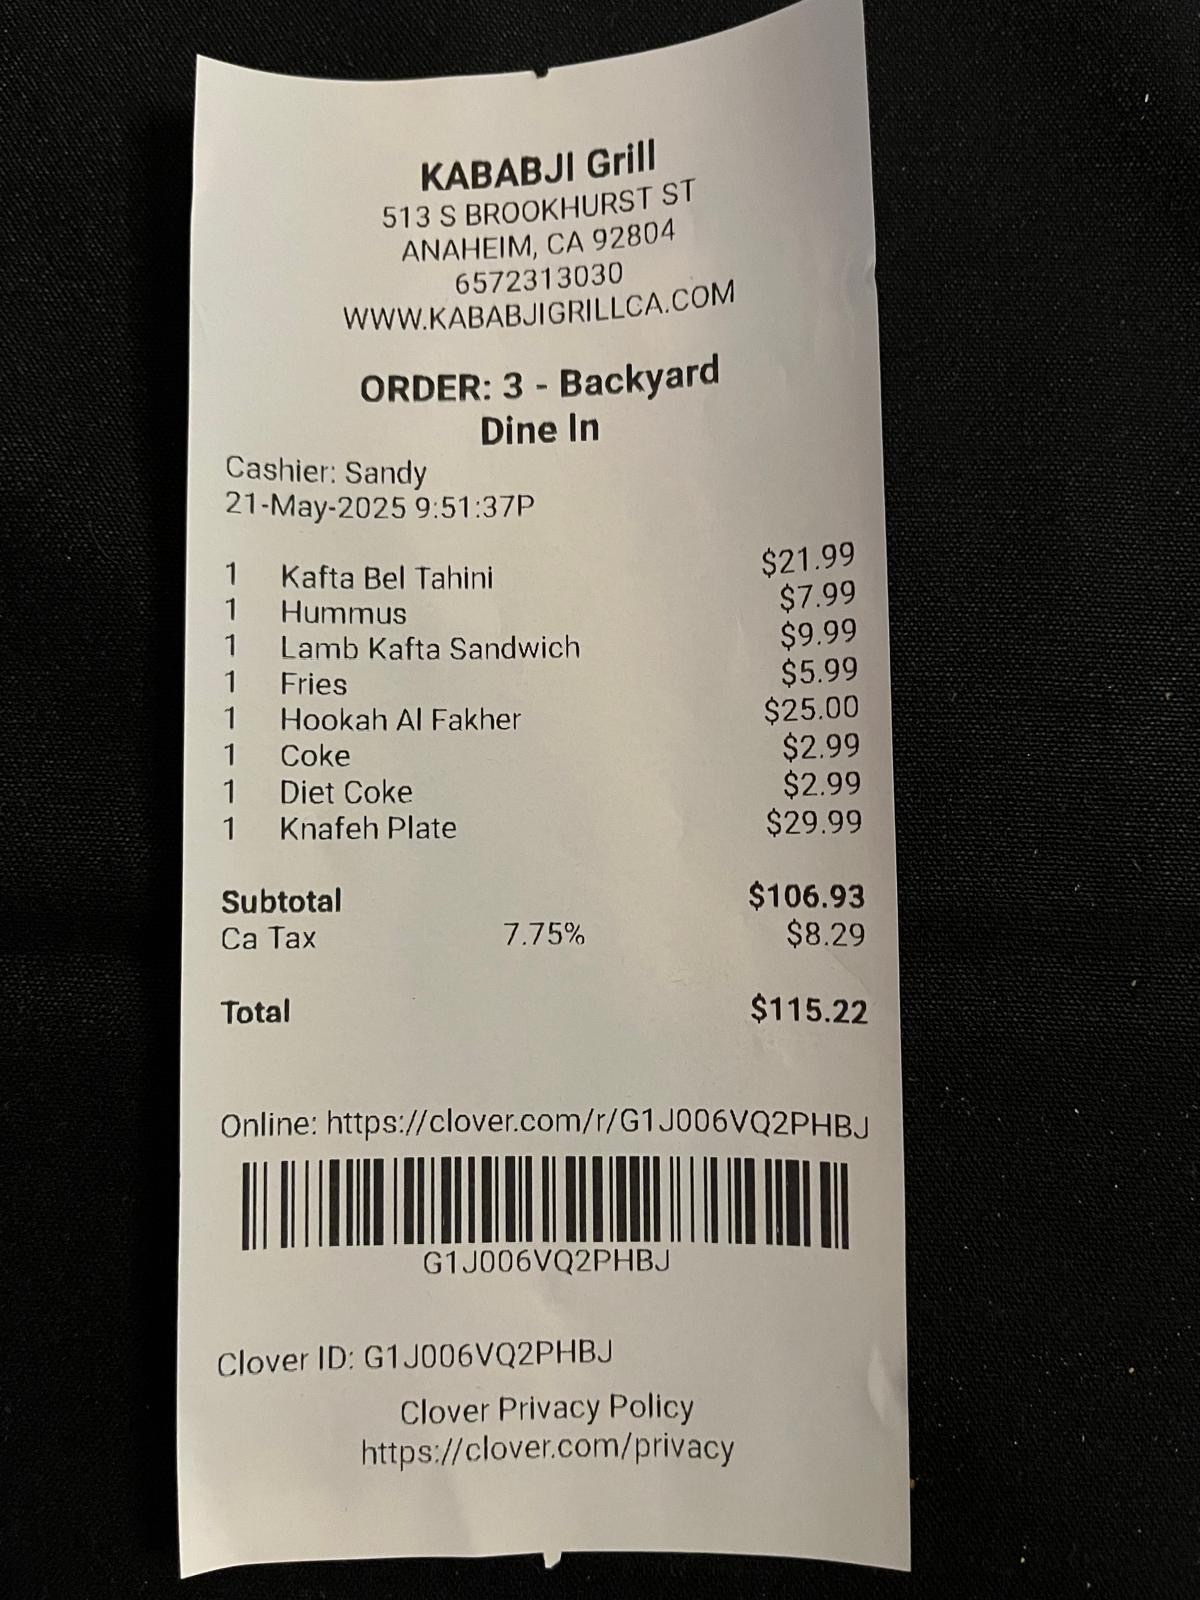 KABABJI Grill
513 S BROOKHURST ST
ANAHEIM, CA 92804
6572313030
WWW.KABABJIGRILLCA.COM
ORDER: 3 - Backyard
Dine In
Cashier: Sandy
21-May-2025 9:51:37P
1 Kafta Bel Tahini $21.99
1 Hummus $7.99
1 Lamb Kafta Sandwich $9.99
1 Fries $5.99
1 Hookah Al Fakher $25.00
1 Coke $2.99
1 Diet Coke $2.99
1 Knafeh Plate $29.99
Subtotal $106.93
Ca Tax 7.75% $8.29
Total $115.22
Online: https://clover.com/r/G1J006VQ2PHBJ
G1J006VQ2PHBJ
Clover ID: G1J006VQ2PHBJ
Clover Privacy Policy
https://clover.com/privacy